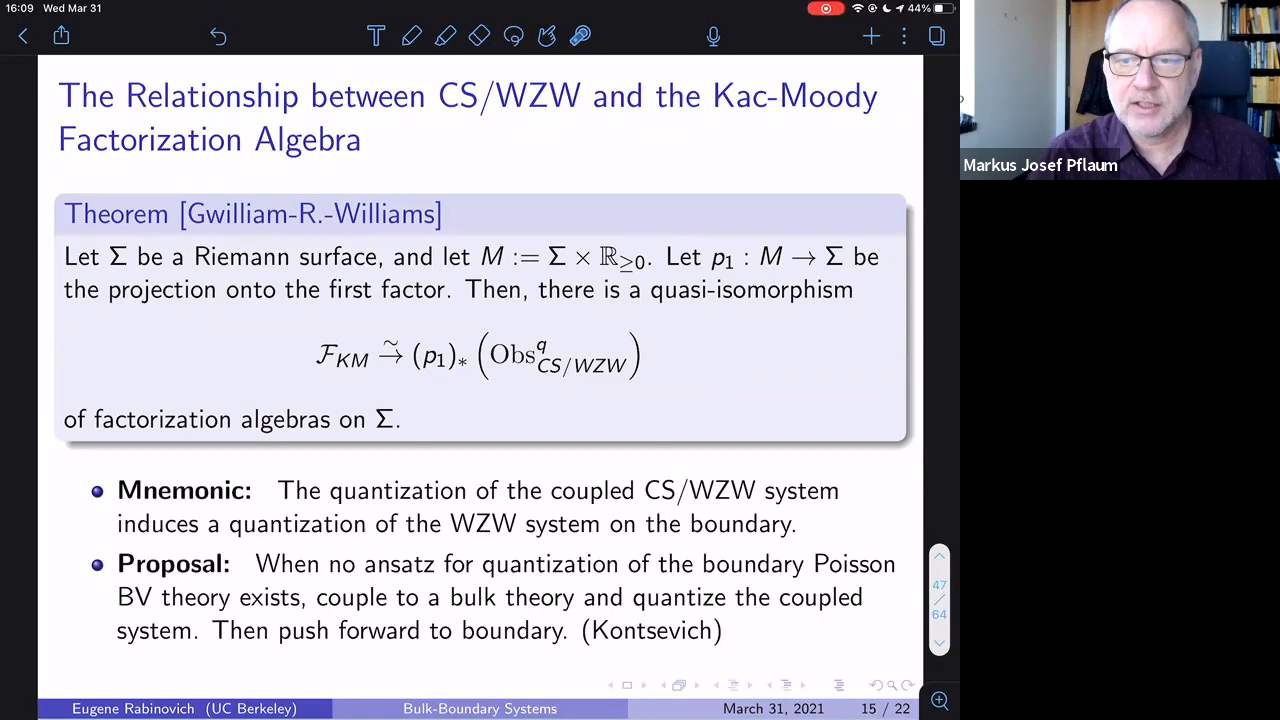 16:09 Wed Mar 31
44%
The Relationship between CS/WZW and the Kac-Moody
Factorization Algebra
Theorem [Gwilliam-R.-Williams]
Let Σ be a Riemann surface, and let M := Σ × ℝ≥0. Let p₁ : M → Σ be
the projection onto the first factor. Then, there is a quasi-isomorphism
ℱ_KM →̃ (p₁)∗ (Obs^q_CS/WZW)
of factorization algebras on Σ.
Mnemonic: The quantization of the coupled CS/WZW system
induces a quantization of the WZW system on the boundary.
Proposal: When no ansatz for quantization of the boundary Poisson
BV theory exists, couple to a bulk theory and quantize the coupled
system. Then push forward to boundary. (Kontsevich)
47
/
64
Eugene Rabinovich (UC Berkeley) Bulk-Boundary Systems March 31, 2021 15 / 22
Markus Josef Pflaum